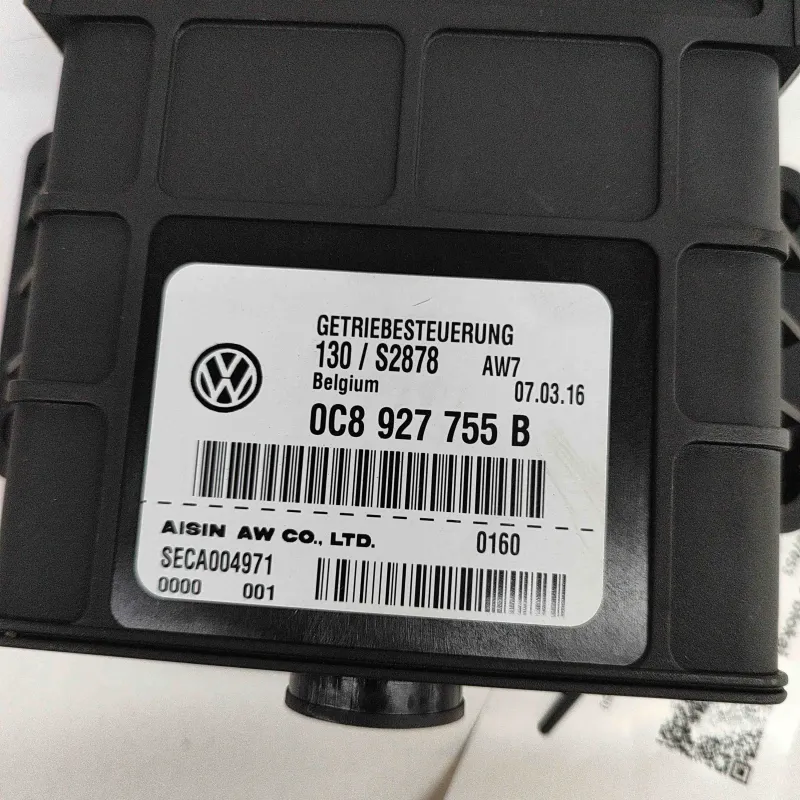 GETRIEBESTEUERUNG
130 / S2878 AW7
Belgium 07.03.16
0C8 927 755 B
AISIN AW CO., LTD. 0160
SECA004971
0000 001